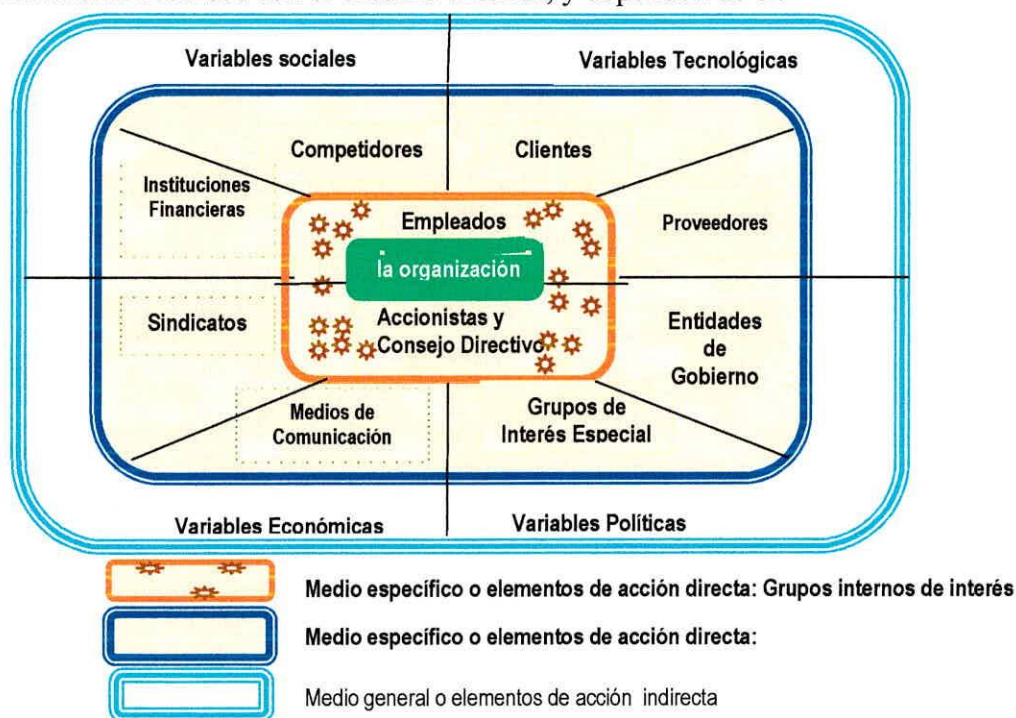 Variables sociales
Variables Tecnológicas
Competidores
Clientes
Instituciones
Financieras
Proveedores
Empleados
la organización
Sindicatos
Accionistas y
Consejo Directivo
Entidades
de
Gobierno
Medios de
Comunicación
Grupos de
Interés Especial
Variables Económicas
Variables Políticas
Medio específico o elementos de acción directa: Grupos internos de interés
Medio específico o elementos de acción directa:
Medio general o elementos de acción indirecta